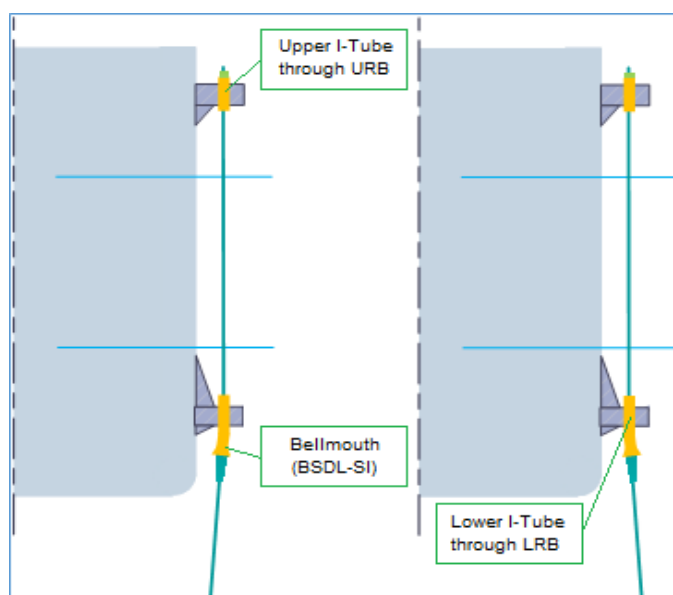 Upper I-Tube
through URB
Bellmouth
(BSDL-SI)
Lower I-Tube
through LRB